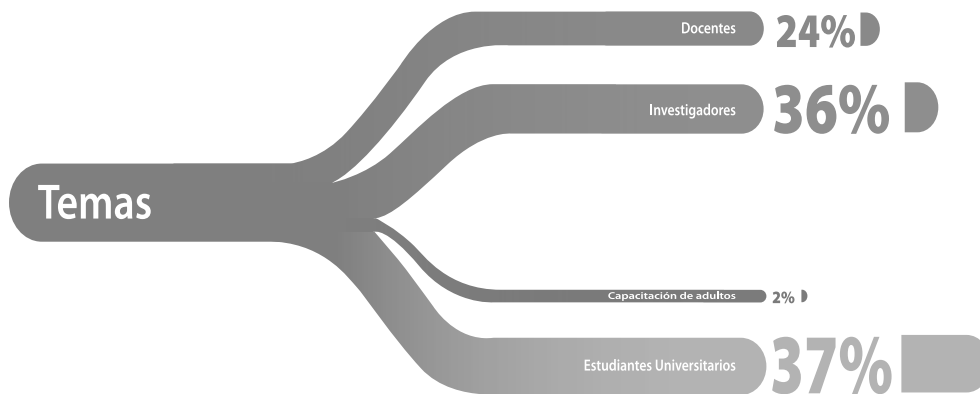 Docentes 24%
Investigadores 36%
Temas
Capacitación de adultos 2%
Estudiantes Universitarios 37%